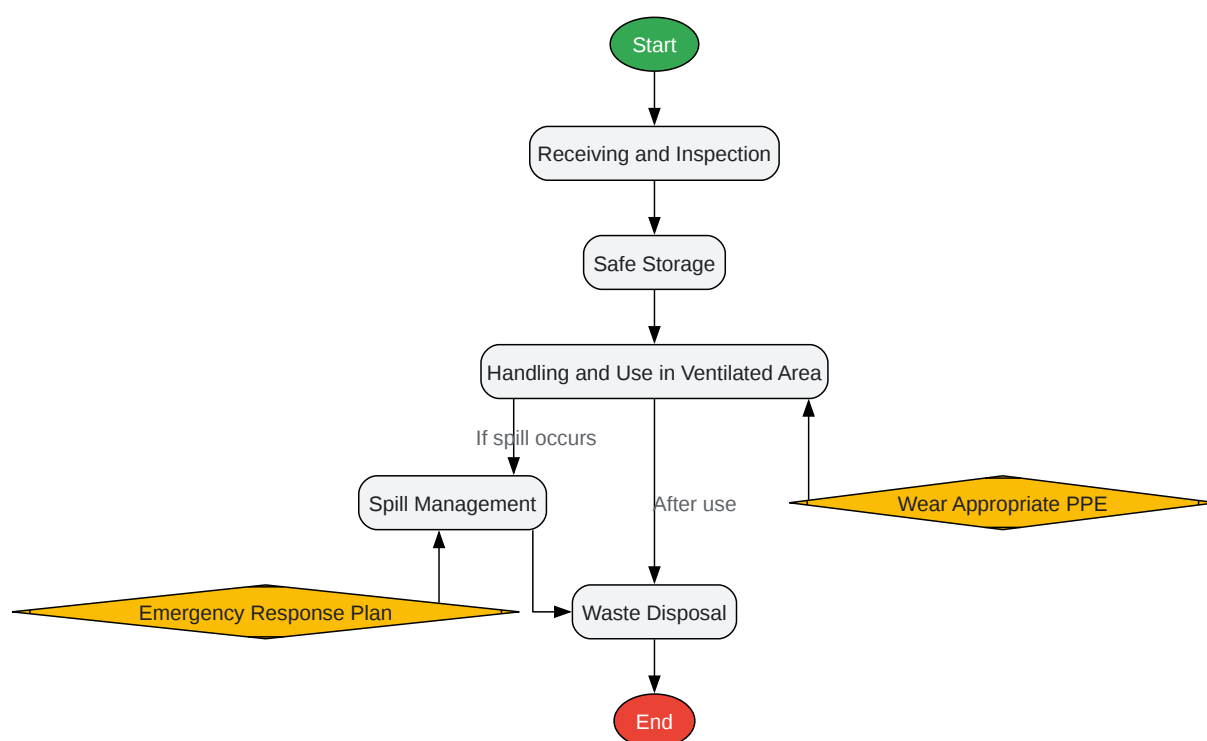 Start
Receiving and Inspection
Safe Storage
Handling and Use in Ventilated Area
If spill occurs
Spill Management
After use
Wear Appropriate PPE
Emergency Response Plan
Waste Disposal
End